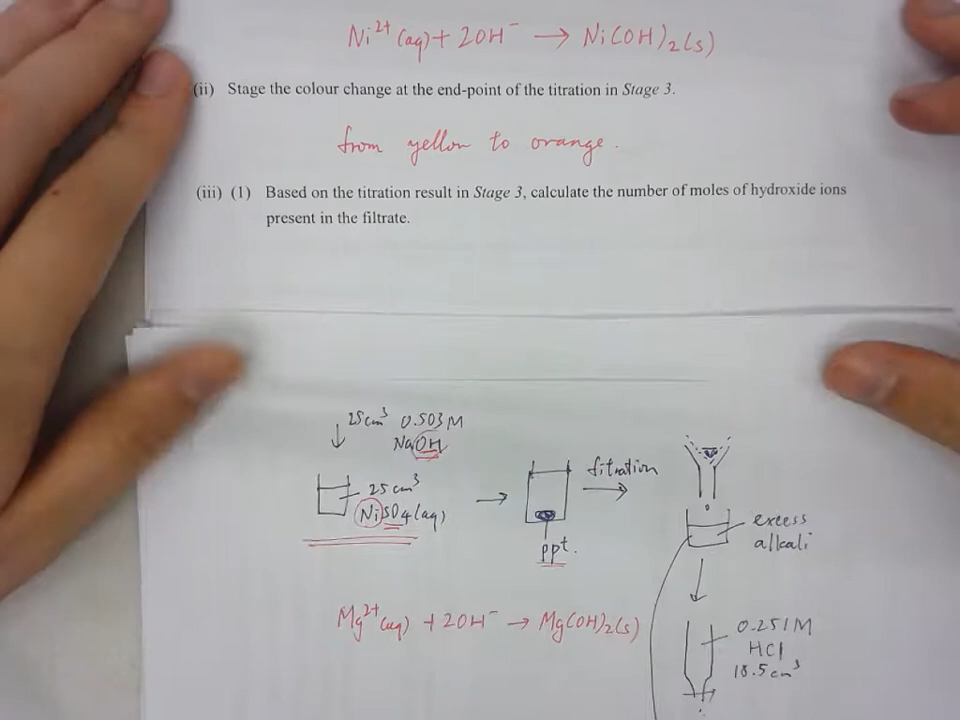 Ni²⁺(aq) + 2OH⁻ → Ni(OH)₂(s)
(ii) Stage the colour change at the end-point of the titration in Stage 3.
from yellow to orange.
(iii) (1) Based on the titration result in Stage 3, calculate the number of moles of hydroxide ions
present in the filtrate.
25cm³ 0.503M
NaOH
25cm³
NiSO₄(aq)
ppt.
fitration
excess
alkali
Mg²⁺(aq) + 2OH⁻ → Mg(OH)₂(s)
0.251M
HCl
18.5cm³